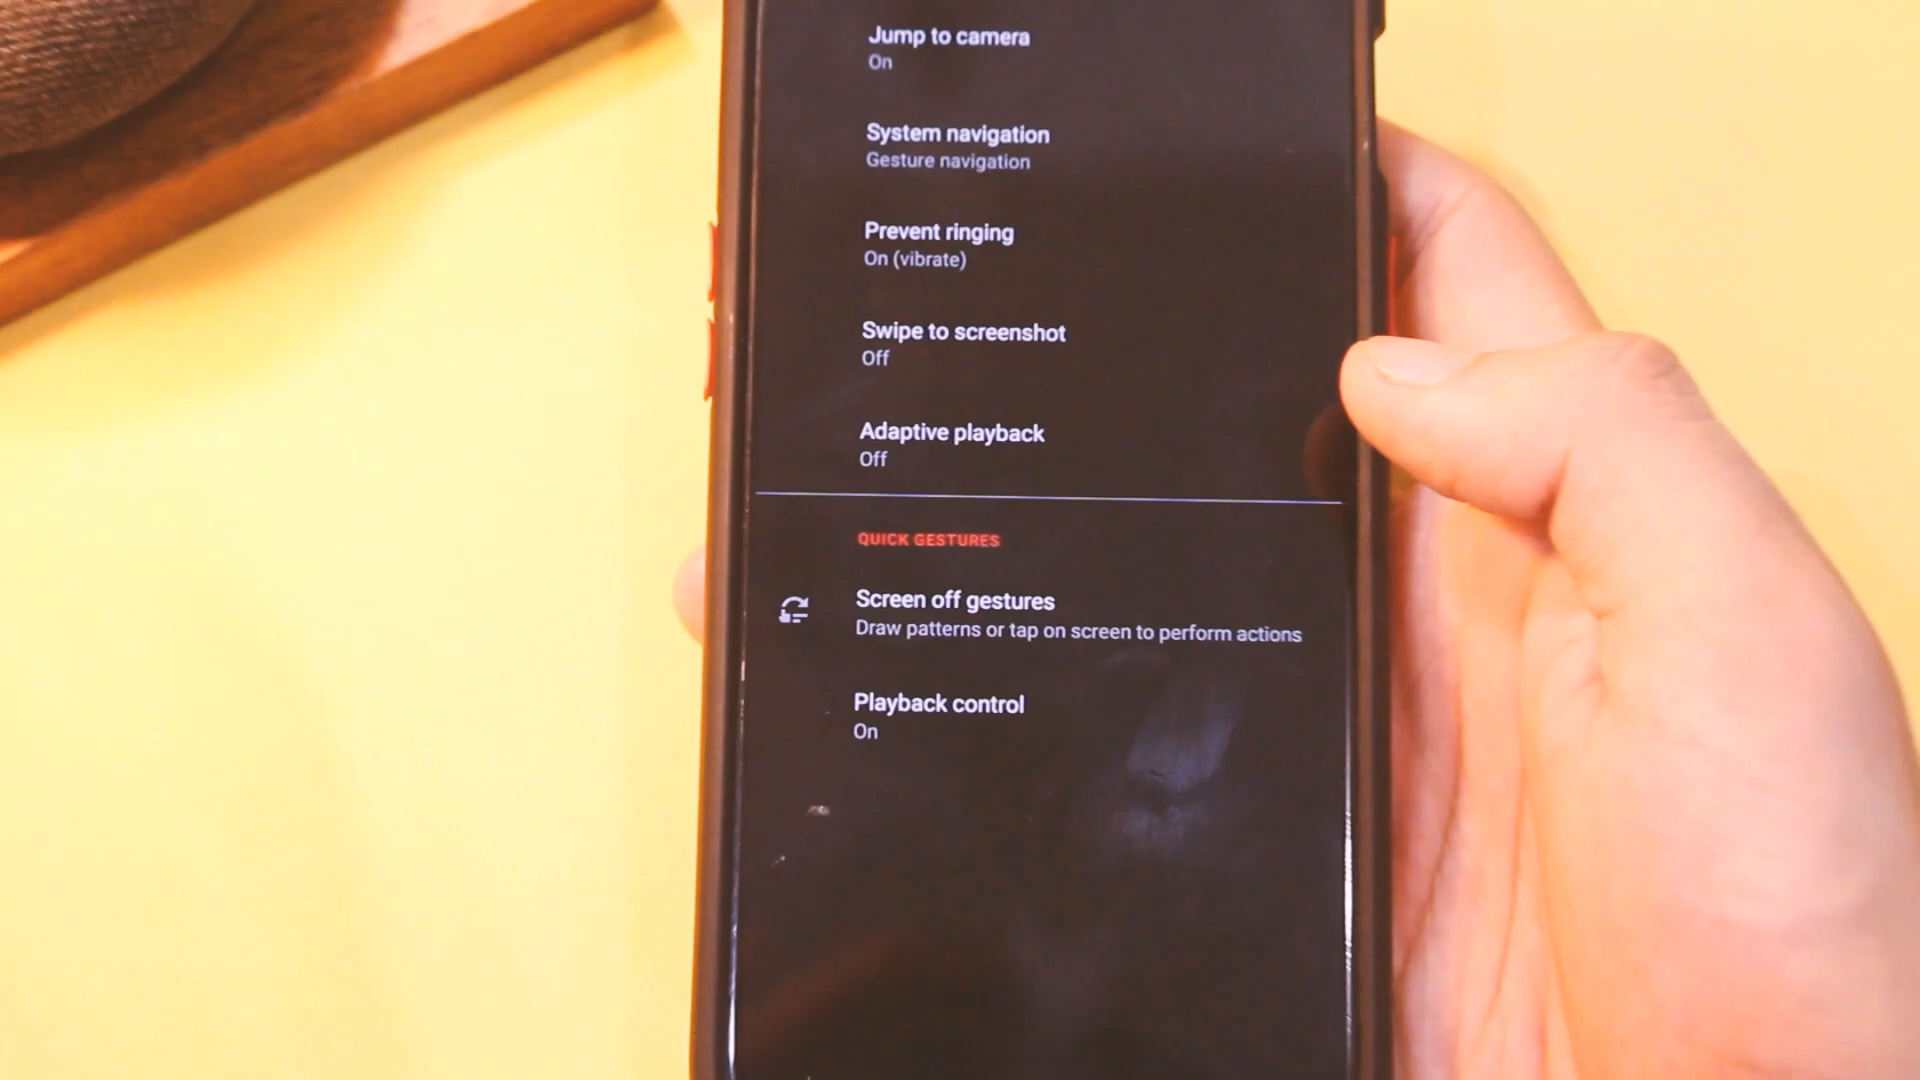 Jump to camera
On
System navigation
Gesture navigation
Prevent ringing
On (vibrate)
Swipe to screenshot
Off
Adaptive playback
Off
QUICK GESTURES
Screen off gestures
Draw patterns or tap on screen to perform actions
Playback control
On